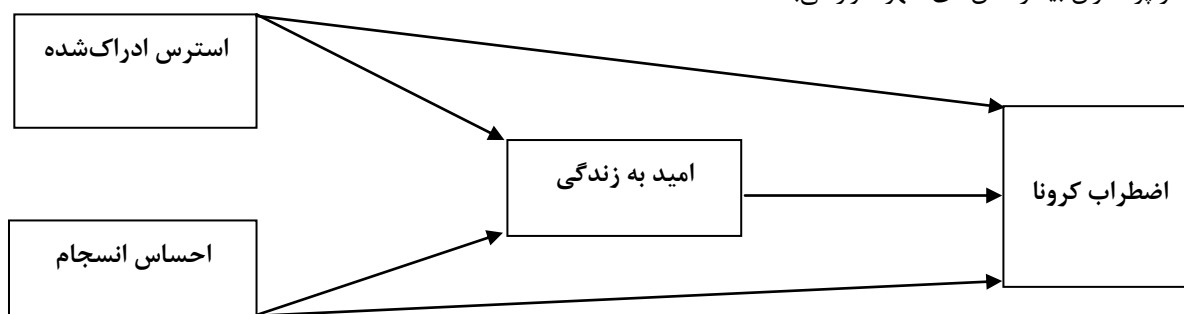 استرس ادراک‌شده
امید به زندگی
اضطراب کرونا
احساس انسجام